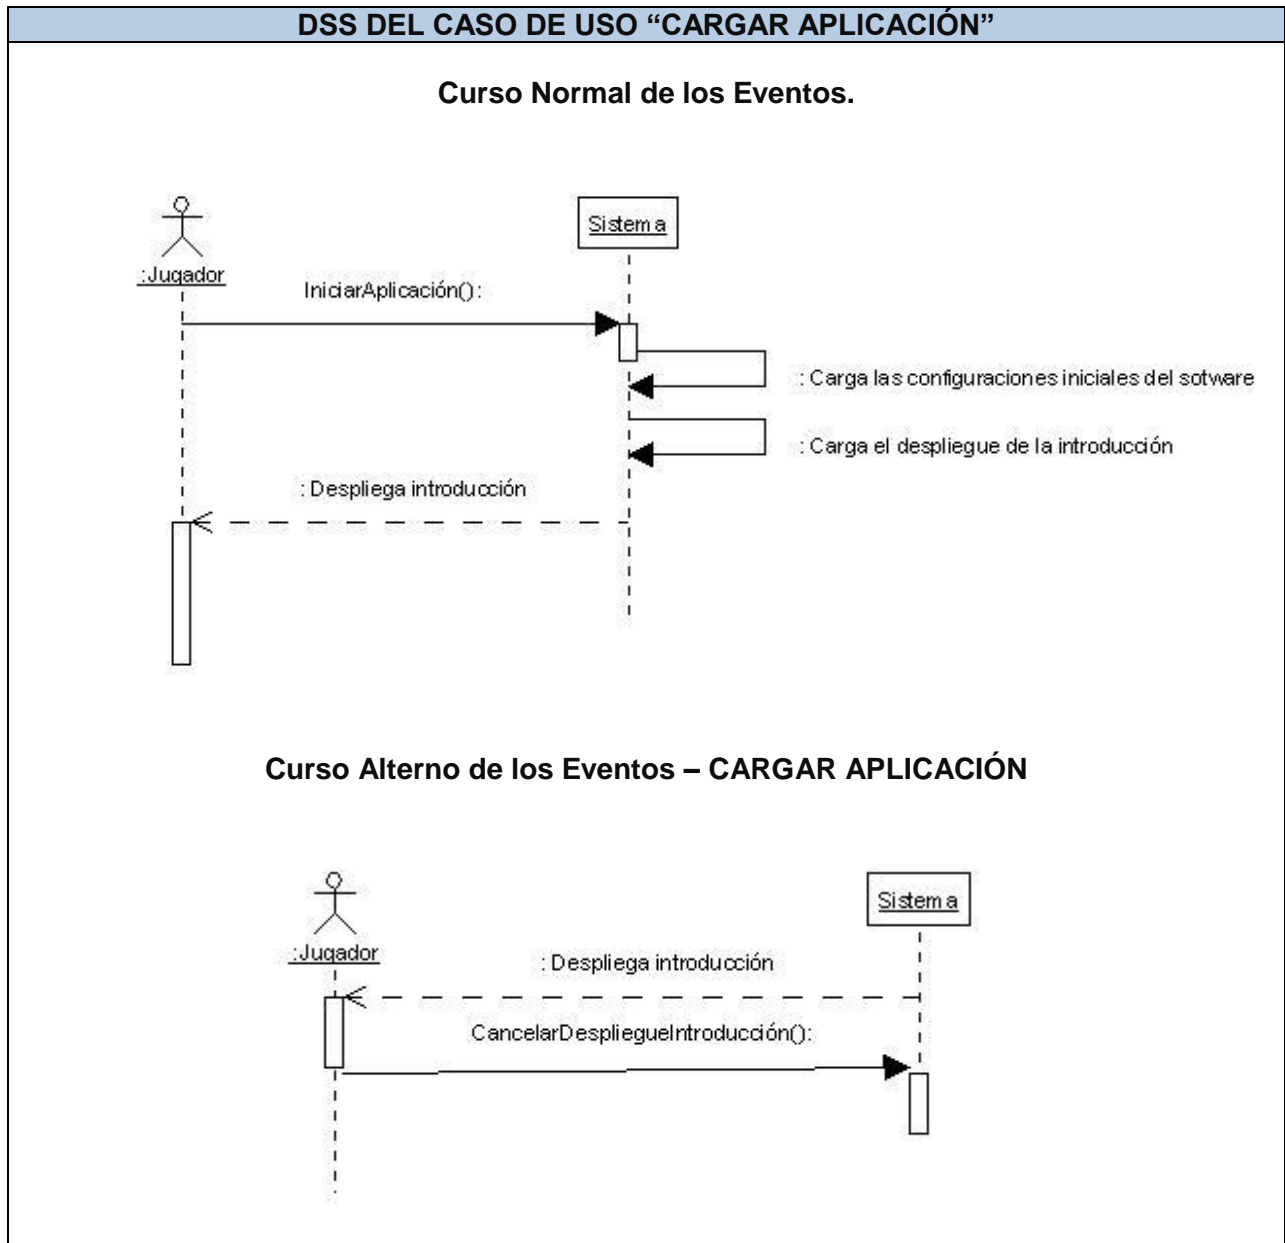 DSS DEL CASO DE USO “CARGAR APLICACIÓN”
Curso Normal de los Eventos.
Sistema
:Jugador
IniciarAplicación():
: Carga las configuraciones iniciales del sotware
: Carga el despliegue de la introducción
: Despliega introducción
Curso Alterno de los Eventos – CARGAR APLICACIÓN
Sistema
:Jugador
: Despliega introducción
CancelarDespliegueIntroducción():